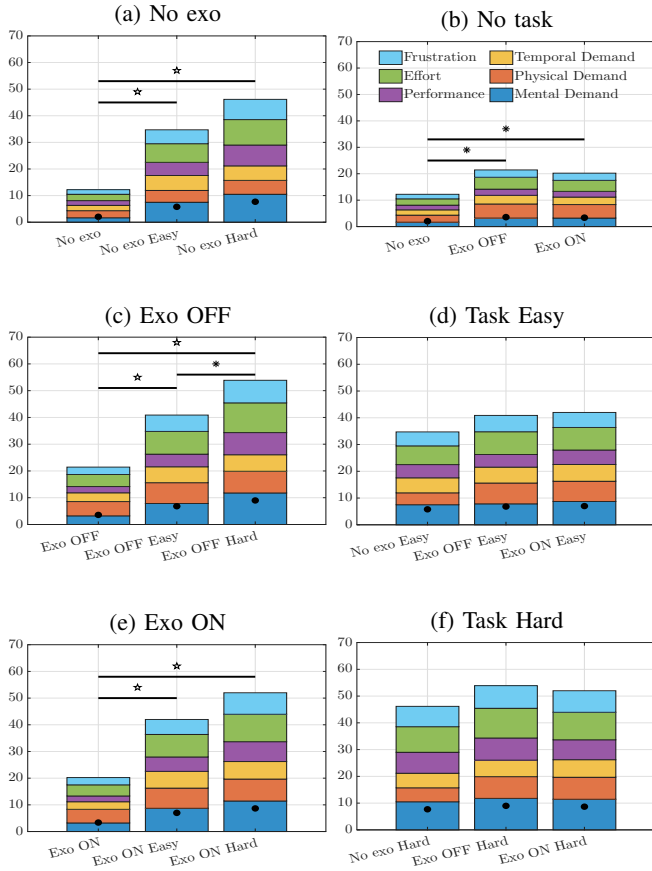 (a) No exo
70
60
50
40
30
20
10
0
No exo
No exo Easy
No exo Hard
(b) No task
70
60
50
40
30
20
10
0
Frustration
Effort
Performance
Temporal Demand
Physical Demand
Mental Demand
No exo
Exo OFF
Exo ON
(c) Exo OFF
70
60
50
40
30
20
10
0
Exo OFF
Exo OFF Easy
Exo OFF Hard
(d) Task Easy
70
60
50
40
30
20
10
0
No exo Easy
Exo OFF Easy
Exo ON Easy
(e) Exo ON
70
60
50
40
30
20
10
0
Exo ON
Exo ON Easy
Exo ON Hard
(f) Task Hard
70
60
50
40
30
20
10
0
No exo Hard
Exo OFF Hard
Exo ON Hard